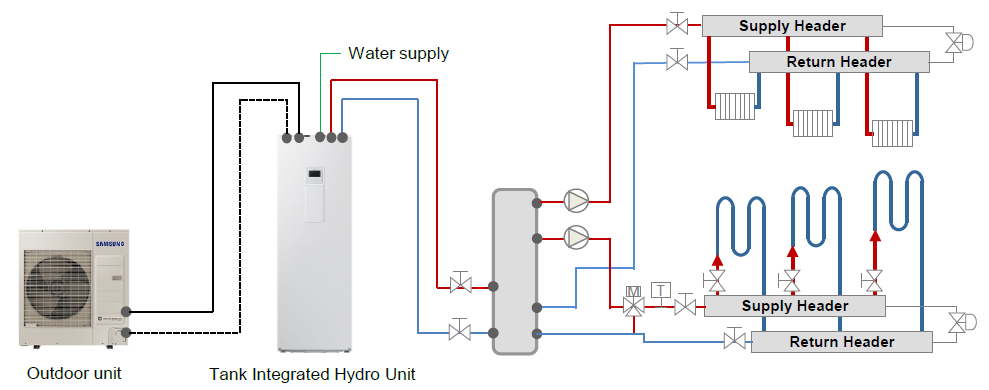 Supply Header
Return Header
Water supply
SAMSUNG
M
T
Supply Header
Return Header
Outdoor unit
Tank Integrated Hydro Unit